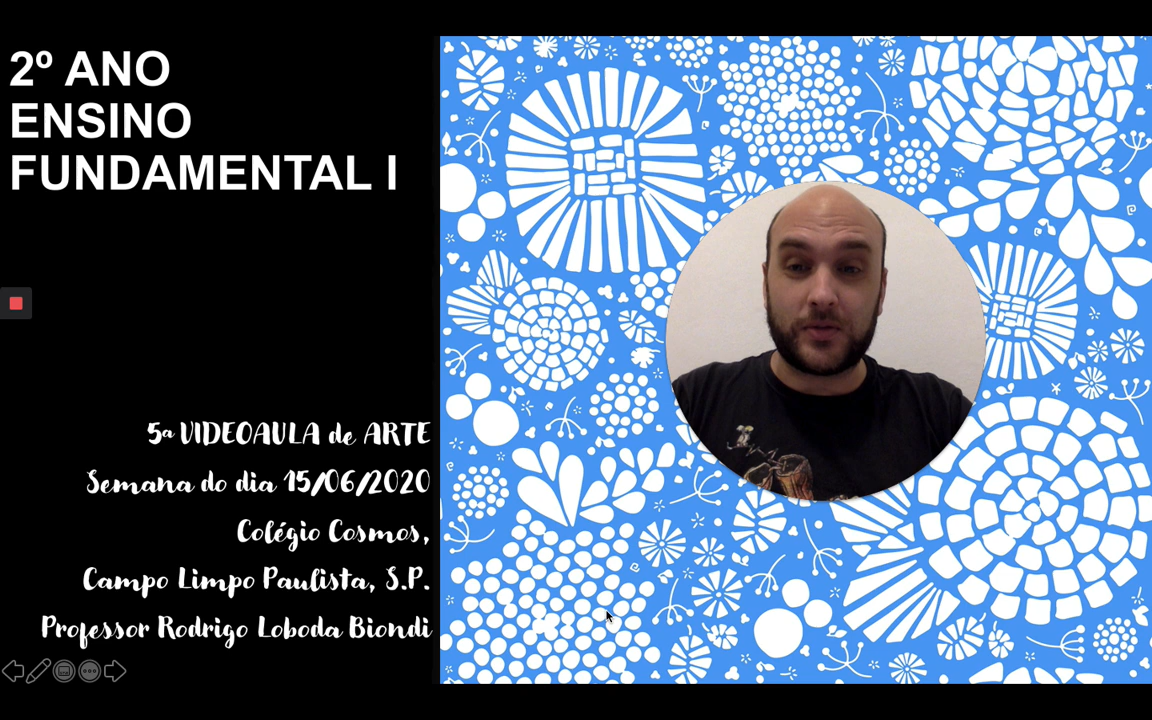 2º ANO
ENSINO
FUNDAMENTAL I
5ª VIDEOAULA de ARTE
Semana do dia 15/06/2020
Colégio Cosmos,
Campo Limpo Paulista, S.P.
Professor Rodrigo Loboda Biondi